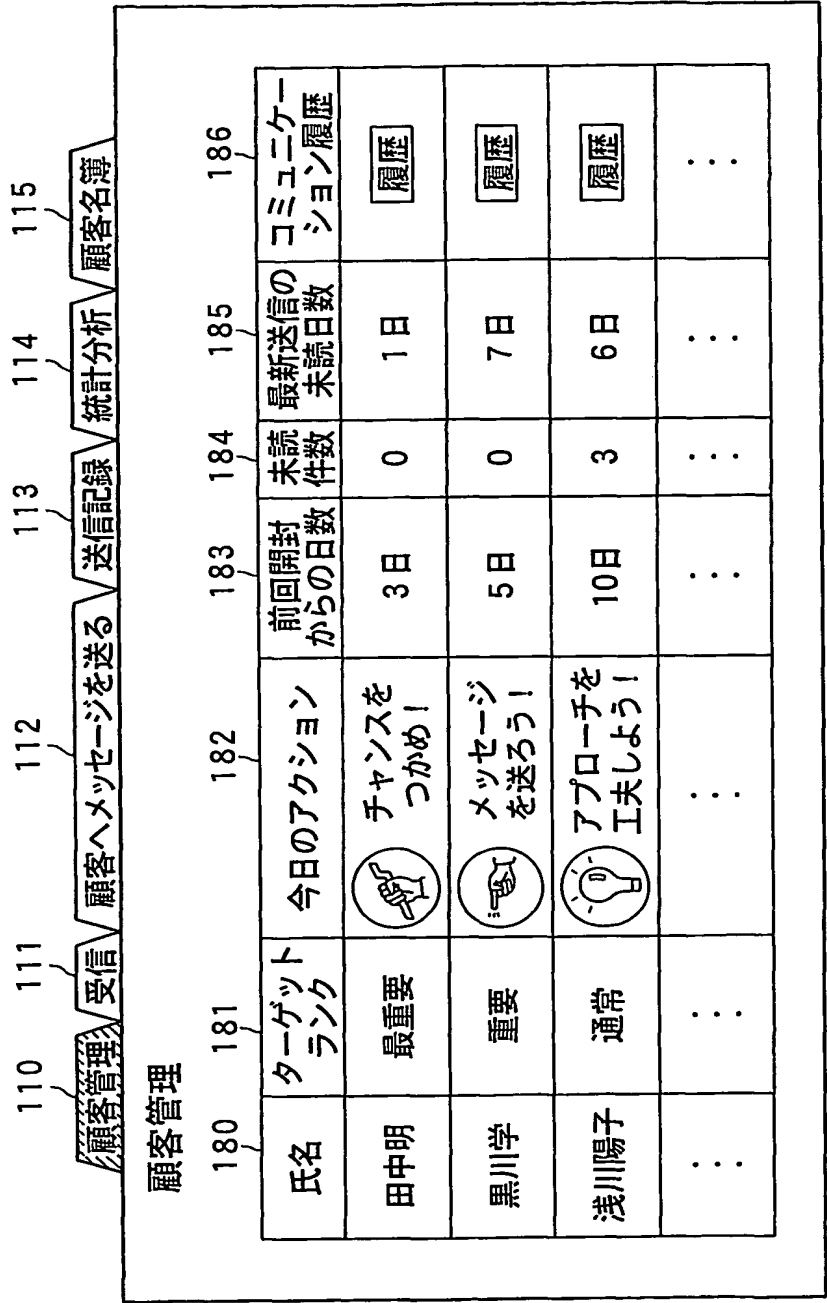 110 111 112 113 114 115
顧客管理 受信 顧客へメッセージを送る 送信記録 統計分析 顧客名簿
顧客管理
180 181 182 183 184 185 186
氏名
ターゲット
ランク
今日のアクション
前回開封
からの日数
未読
件数
最新送信の
未読日数
コミュニケー
ション履歴
田中明
最重要
チャンスを
つかめ!
3日
0
1日
履歴
黒川学
重要
メッセージ
を送ろう!
5日
0
7日
履歴
浅川陽子
通常
アプローチを
工夫しよう!
10日
3
6日
履歴
... ... ... ... ... ... ...